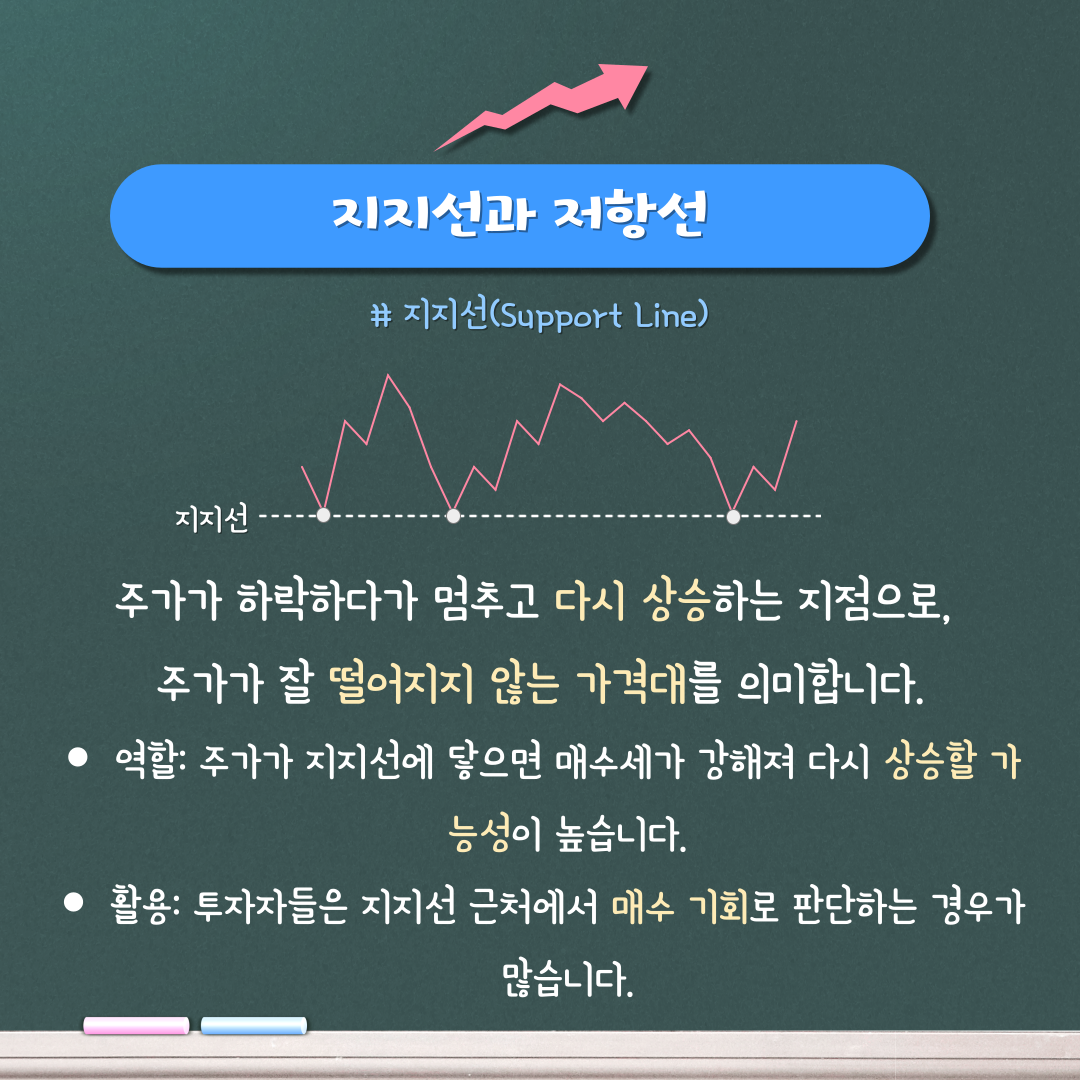 지지선과 저항선
# 지지선(Support Line)
지지선
주가가 하락하다가 멈추고 다시 상승하는 지점으로,
주가가 잘 떨어지지 않는 가격대를 의미합니다.
● 역할: 주가가 지지선에 닿으면 매수세가 강해져 다시 상승할 가
능성이 높습니다.
● 활용: 투자자들은 지지선 근처에서 매수 기회로 판단하는 경우가
많습니다.